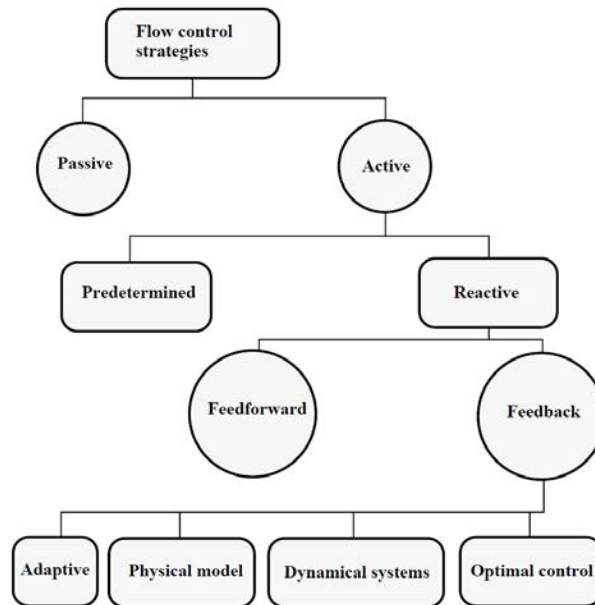 Flow control
strategies
Passive
Active
Predetermined
Reactive
Feedforward
Feedback
Adaptive
Physical model
Dynamical systems
Optimal control